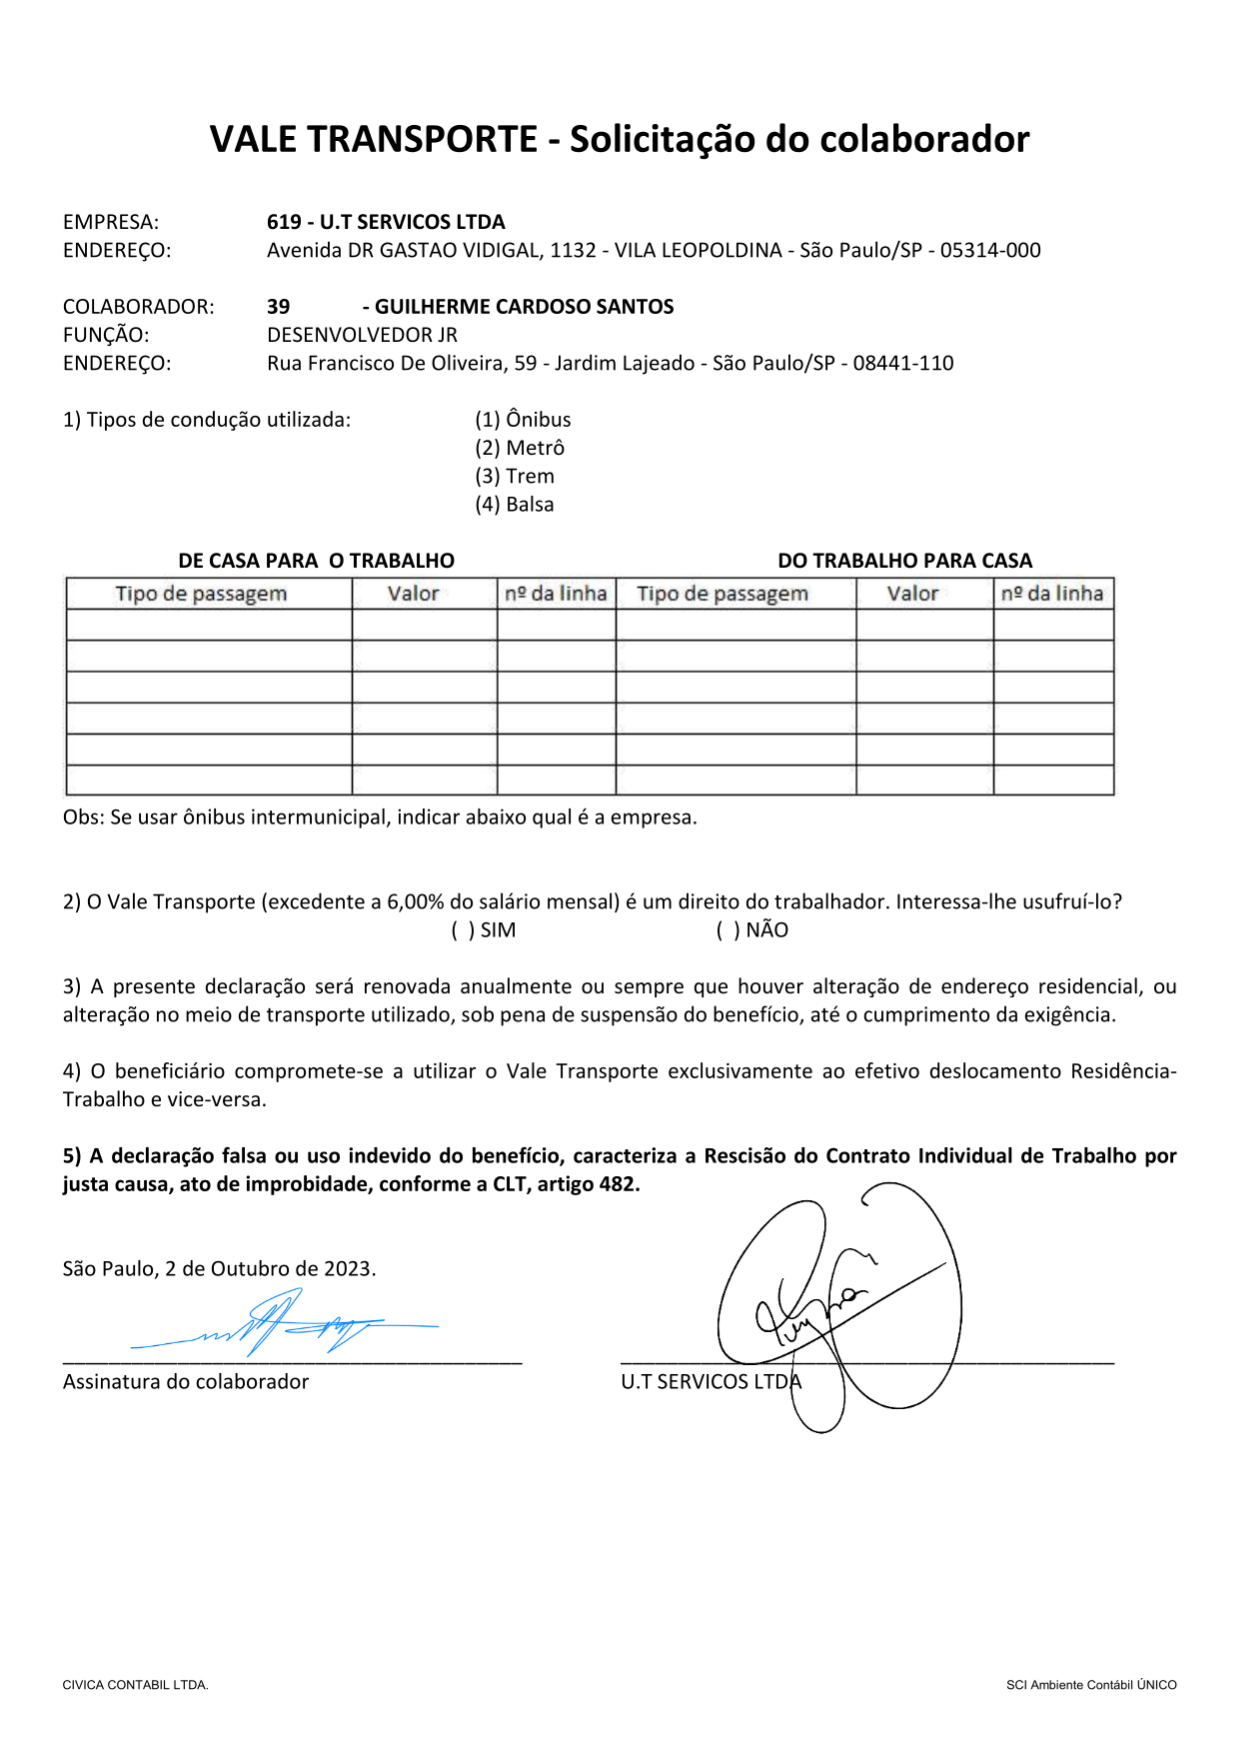 VALE TRANSPORTE - Solicitação do colaborador
EMPRESA: 619 - U.T SERVICOS LTDA
ENDEREÇO: Avenida DR GASTAO VIDIGAL, 1132 - VILA LEOPOLDINA - São Paulo/SP - 05314-000
COLABORADOR: 39 - GUILHERME CARDOSO SANTOS
FUNÇÃO: DESENVOLVEDOR JR
ENDEREÇO: Rua Francisco De Oliveira, 59 - Jardim Lajeado - São Paulo/SP - 08441-110
1) Tipos de condução utilizada: (1) Ônibus
(2) Metrô
(3) Trem
(4) Balsa
DE CASA PARA O TRABALHO DO TRABALHO PARA CASA
Tipo de passagem Valor nº da linha Tipo de passagem Valor nº da linha
Obs: Se usar ônibus intermunicipal, indicar abaixo qual é a empresa.
2) O Vale Transporte (excedente a 6,00% do salário mensal) é um direito do trabalhador. Interessa-lhe usufruí-lo?
( ) SIM ( ) NÃO
3) A presente declaração será renovada anualmente ou sempre que houver alteração de endereço residencial, ou
alteração no meio de transporte utilizado, sob pena de suspensão do benefício, até o cumprimento da exigência.
4) O beneficiário compromete-se a utilizar o Vale Transporte exclusivamente ao efetivo deslocamento Residência-
Trabalho e vice-versa.
5) A declaração falsa ou uso indevido do benefício, caracteriza a Rescisão do Contrato Individual de Trabalho por
justa causa, ato de improbidade, conforme a CLT, artigo 482.
São Paulo, 2 de Outubro de 2023.
Assinatura do colaborador U.T SERVICOS LTDA
CIVICA CONTABIL LTDA. SCI Ambiente Contábil ÚNICO